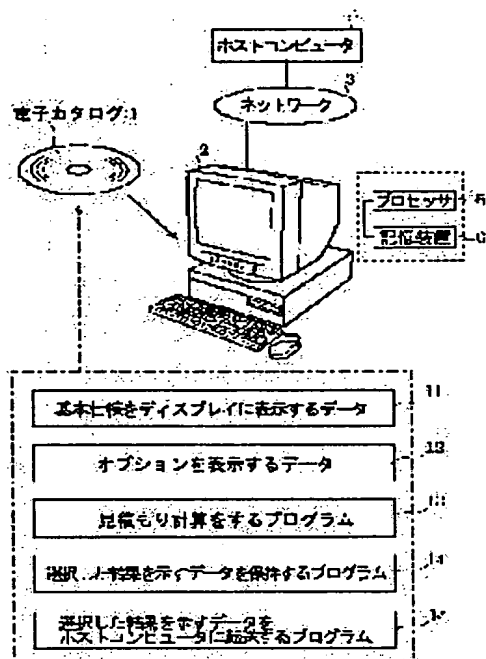 ホストコンピュータ
3
ネットワーク
電子カタログ:1
2
プロセッサ
5
記憶装置
6
基本仕様をディスプレイに表示するデータ
11
オプションを表示するデータ
12
見積もり計算をするプログラム
13
選択した結果を示すデータを保持するプログラム
14
選択した結果を示すデータを
ホストコンピュータに転送するプログラム